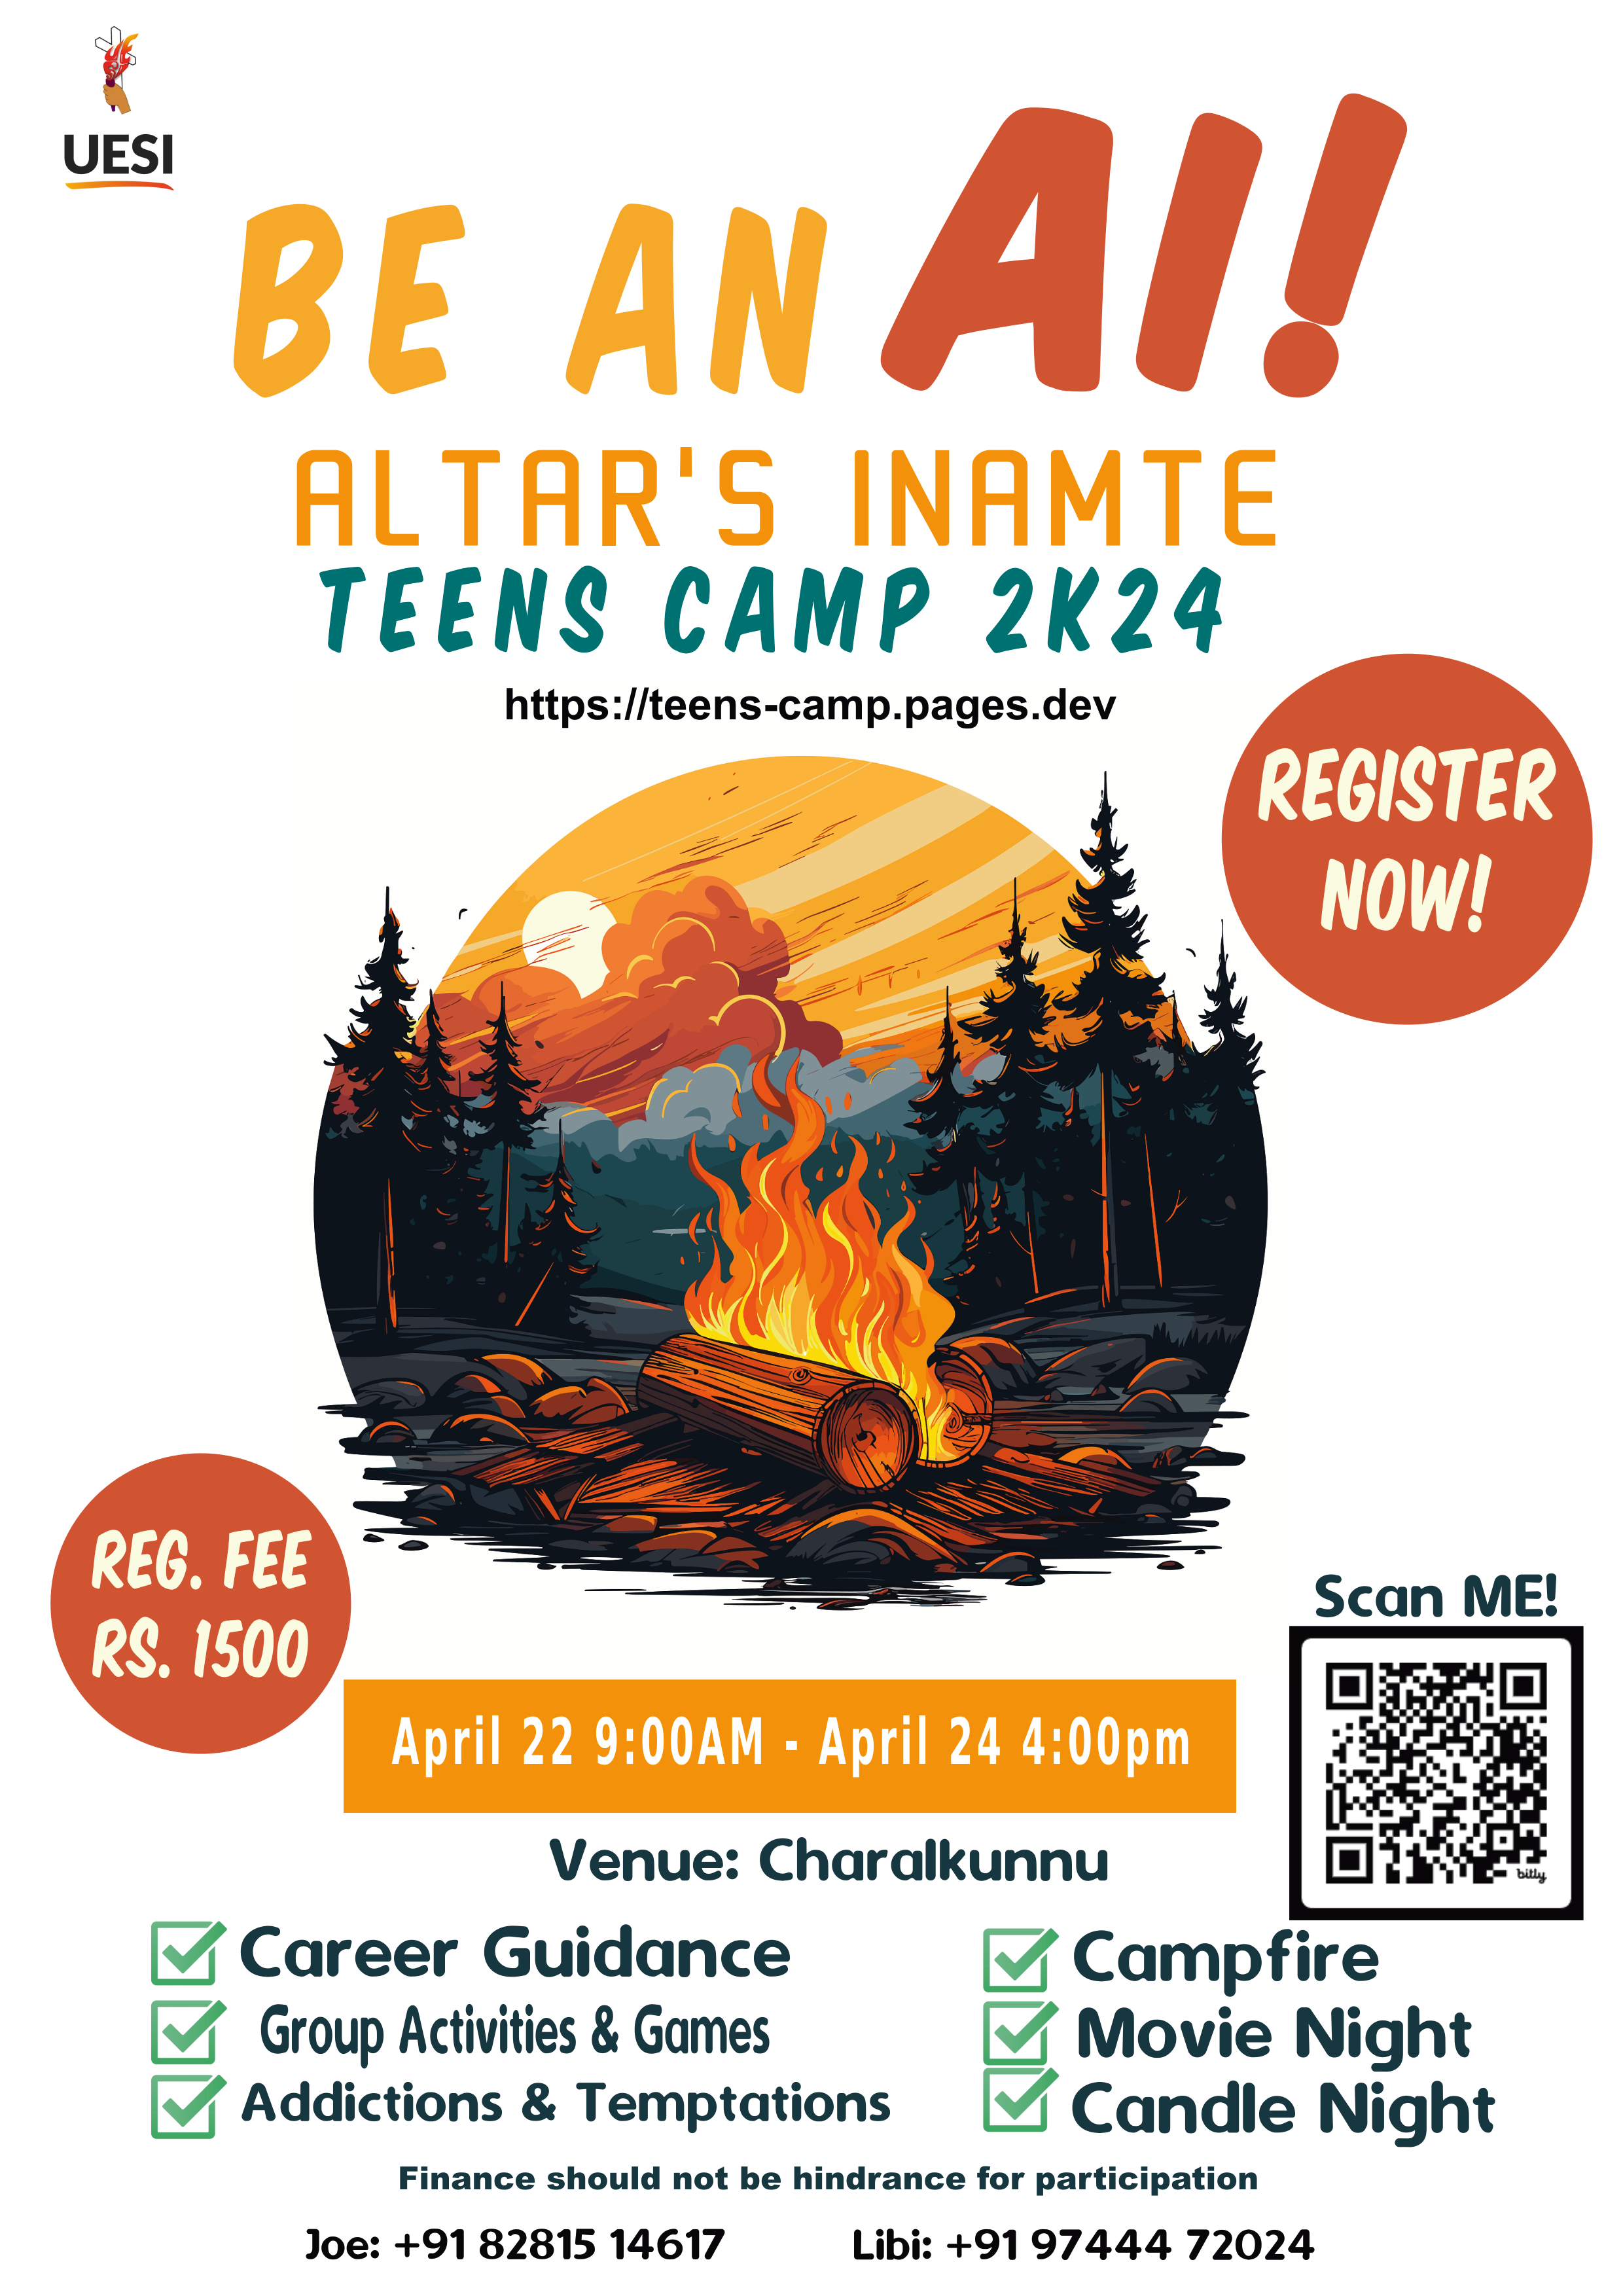 UESI
BE AN AI!
ALTAR'S INAMTE
TEENS CAMP 2K24
https://teens-camp.pages.dev
REGISTER
NOW!
REG. FEE
RS. 1500
Scan ME!
bitly
April 22 9:00AM - April 24 4:00pm
Venue: Charalkunnu
Career Guidance
Group Activities & Games
Addictions & Temptations
Campfire
Movie Night
Candle Night
Finance should not be hindrance for participation
Joe: +91 82815 14617
Libi: +91 97444 72024